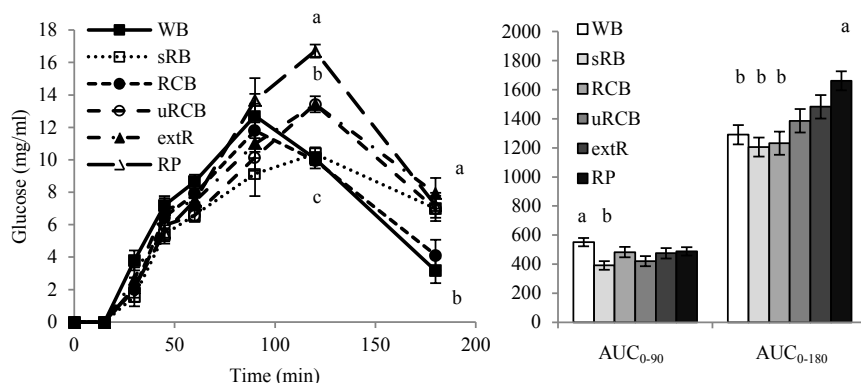 18
16
14
12
10
8
6
4
2
0
Glucose (mg/ml)
WB
sRB
RCB
uRCB
extR
RP
a
b
c
a
b
0 50 100 150 200
Time (min)
2000
1800
1600
1400
1200
1000
800
600
400
200
0
WB
sRB
RCB
uRCB
extR
RP
a
b b b
a b
AUC0-90 AUC0-180